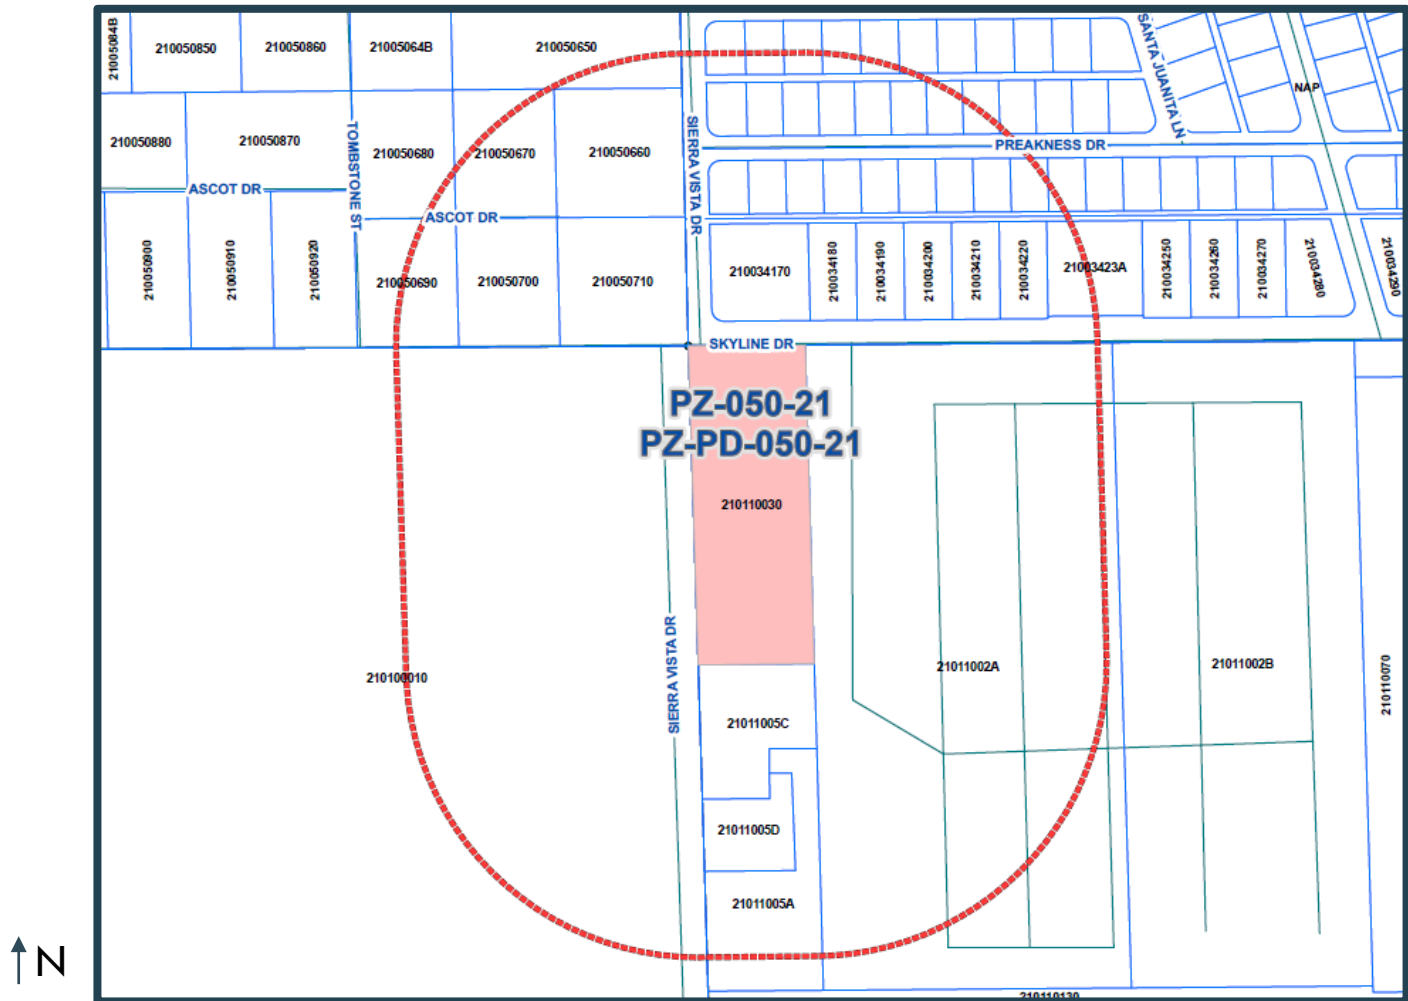 21005084B
210050850
210050860
21005064B
210050650
SANTA JUANITA LN
NAP
210050880
210050870
TOMBSTONE ST
210050680
210050670
210050660
SIERRA VISTA DR
PREAKNESS DR
ASCOT DR
ASCOT DR
210050900
210050910
210050920
210050690
210050700
210050710
210034170
210034180
210034190
210034200
210034210
210034220
21003423A
210034250
210034260
210034270
210034280
210034290
SKYLINE DR
PZ-050-21
PZ-PD-050-21
210110030
210100010
SIERRA VISTA DR
21011002A
21011002B
210110070
21011005C
21011005D
21011005A
N
210110130